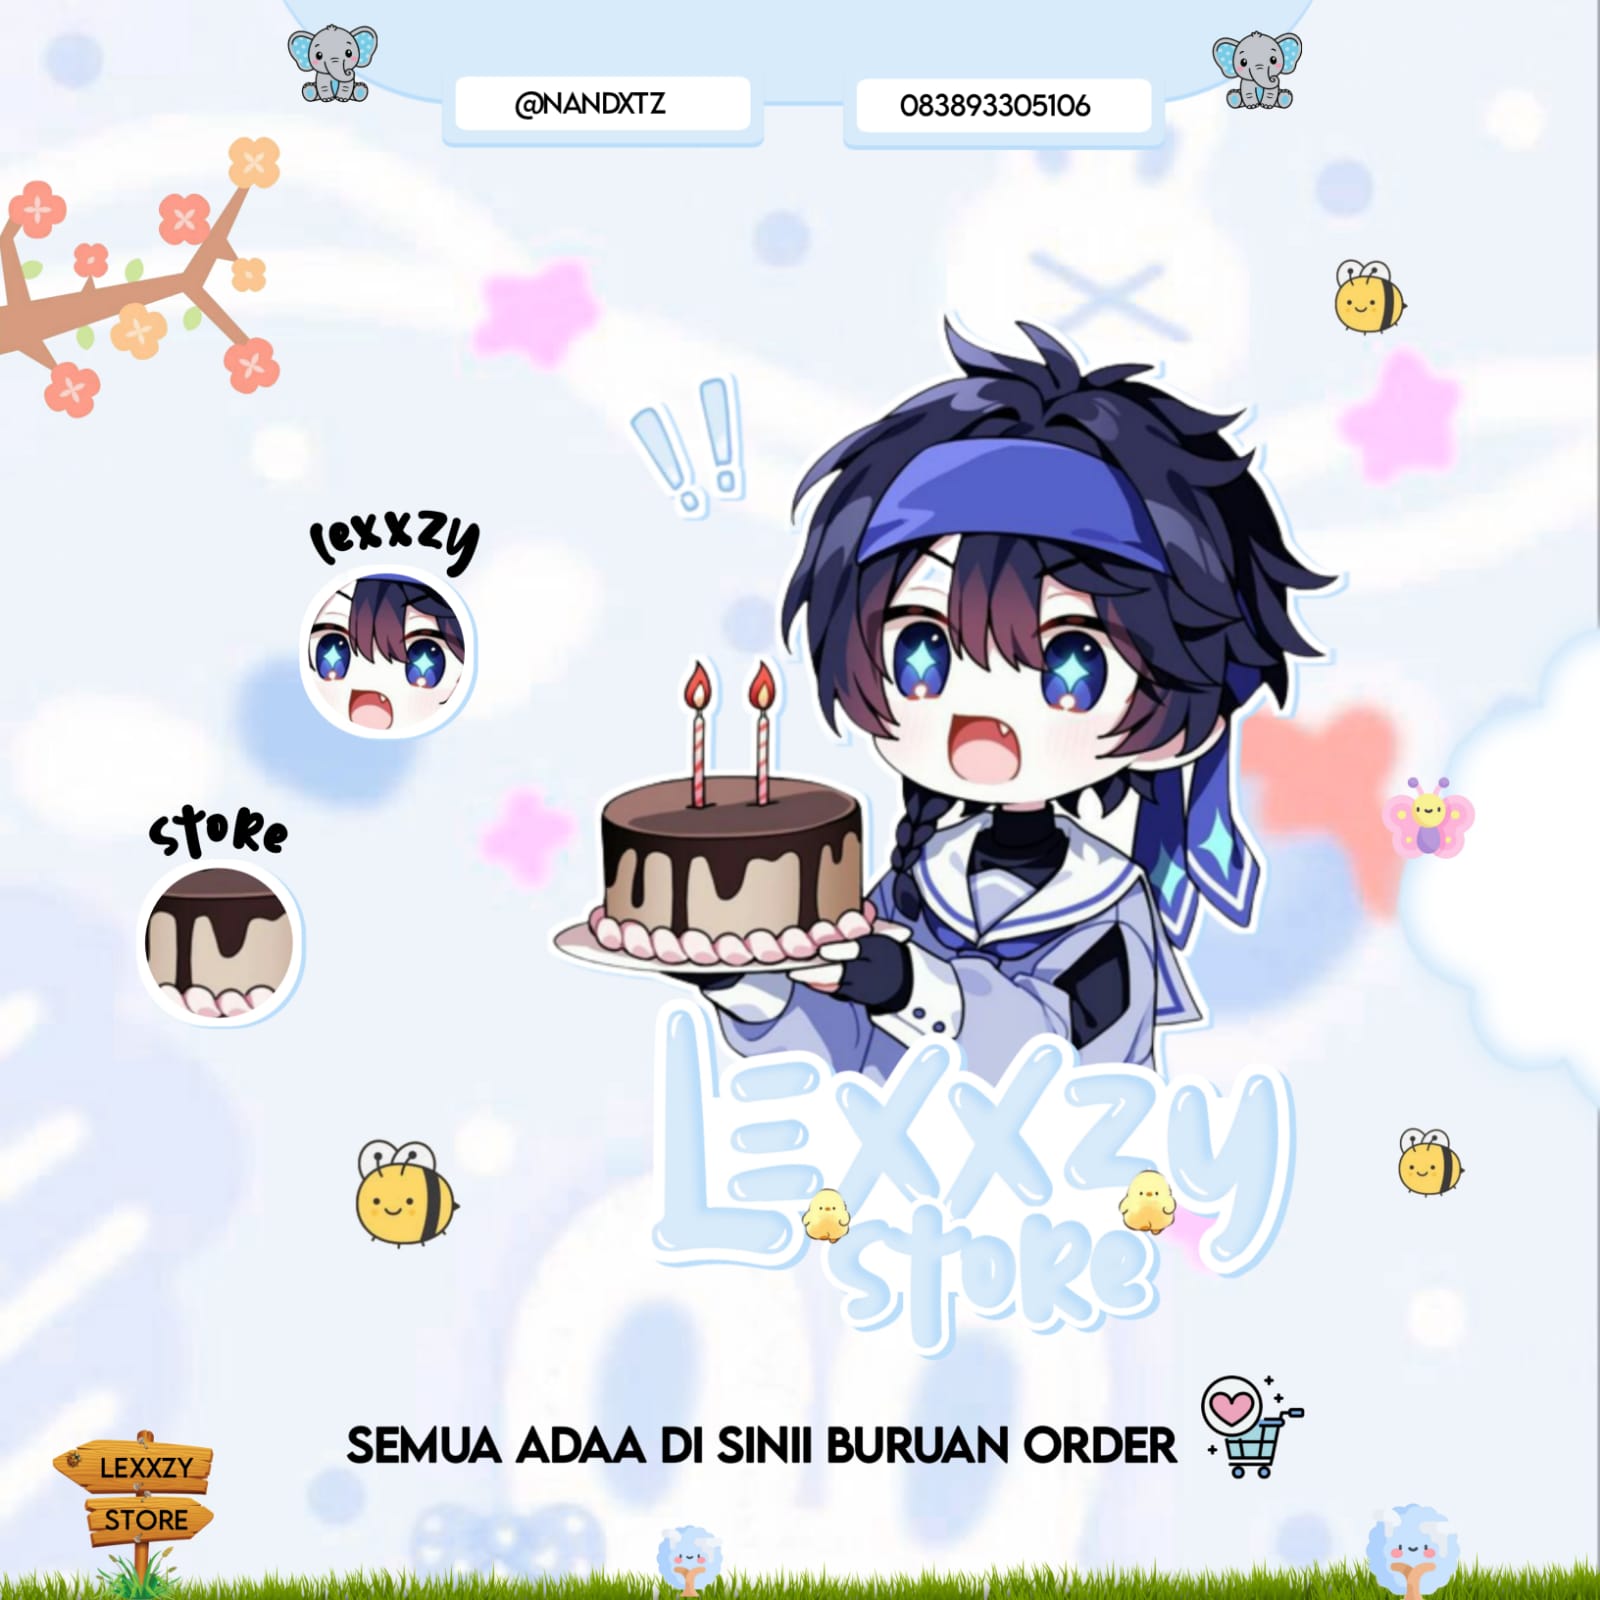 @NANDXTZ
083893305106
lexxzy
store
LEXXZY
STORE
SEMUA ADAA DI SINII BURUAN ORDER
LEXXZY
STORE